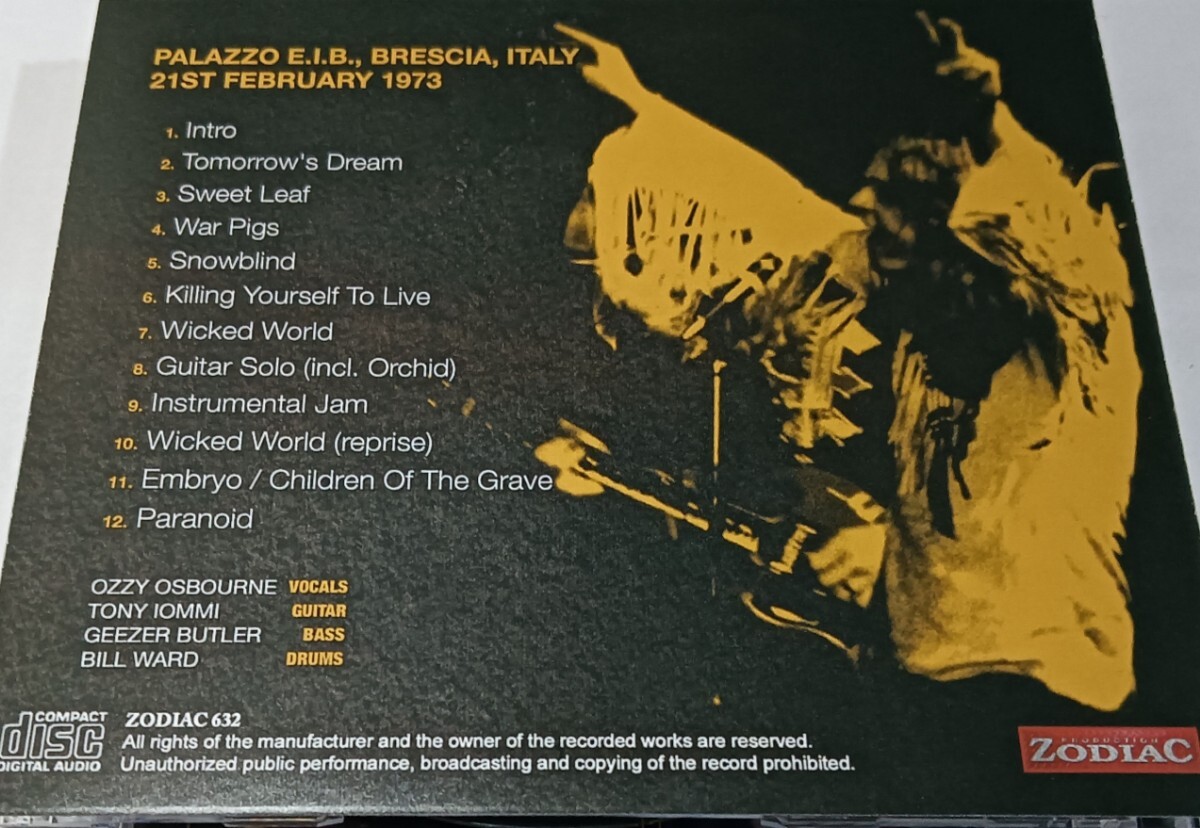 PALAZZO E.I.B., BRESCIA, ITALY
21ST FEBRUARY 1973
1. Intro
2. Tomorrow's Dream
3. Sweet Leaf
4. War Pigs
5. Snowblind
6. Killing Yourself To Live
7. Wicked World
8. Guitar Solo (incl. Orchid)
9. Instrumental Jam
10. Wicked World (reprise)
11. Embryo / Children Of The Grave
12. Paranoid
OZZY OSBOURNE VOCALS
TONY IOMMI GUITAR
GEEZER BUTLER BASS
BILL WARD DRUMS
COMPACT
disc
DIGITAL AUDIO
ZODIAC 632
All rights of the manufacturer and the owner of the recorded works are reserved.
Unauthorized public performance, broadcasting and copying of the record prohibited.
PRODUCTION
ZODIAC